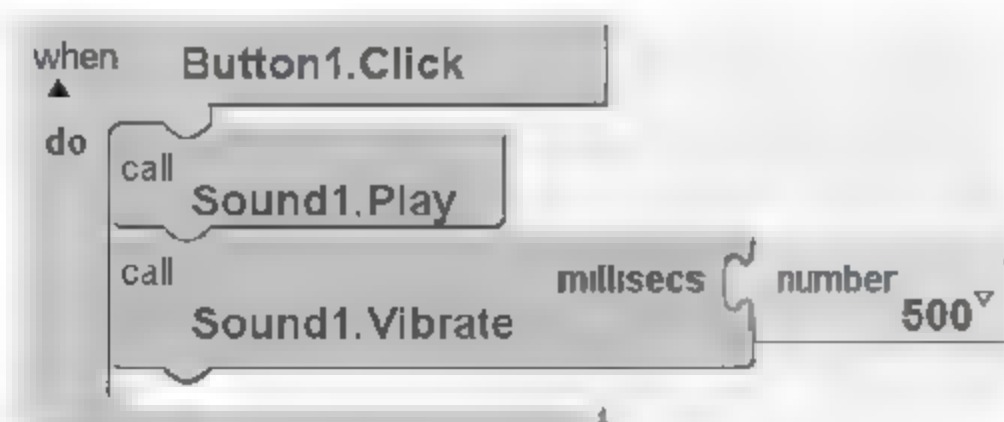 when Button1.Click
do
call
Sound1.Play
call millisecs number
Sound1.Vibrate 500